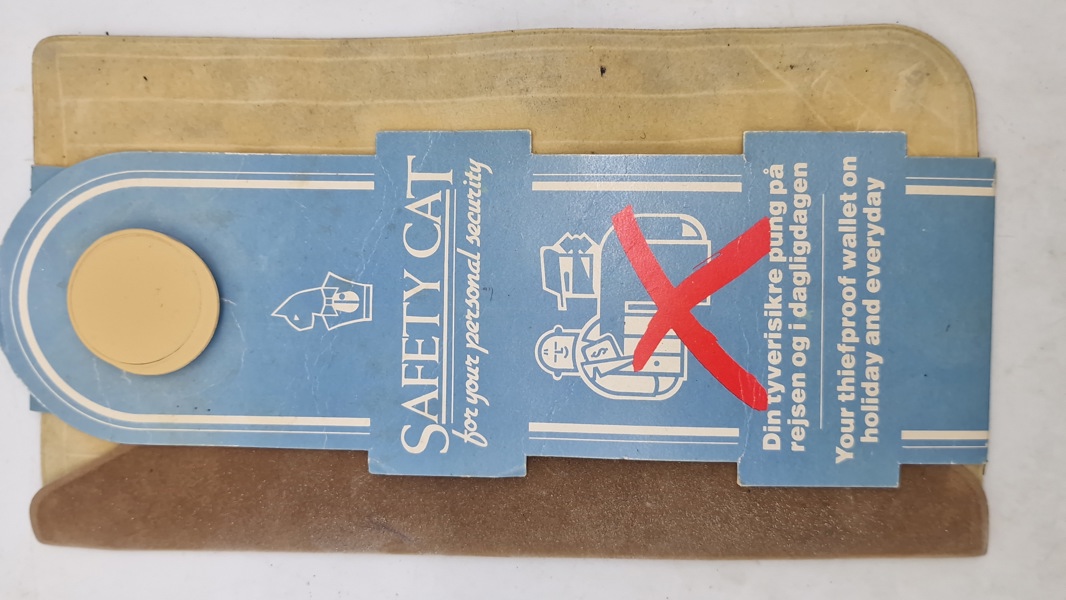 SAFETY CAT
for your personal security
$
Din tyverisikre pung på
rejsen og i dagligdagen
Your thiefproof wallet on
holiday and everyday